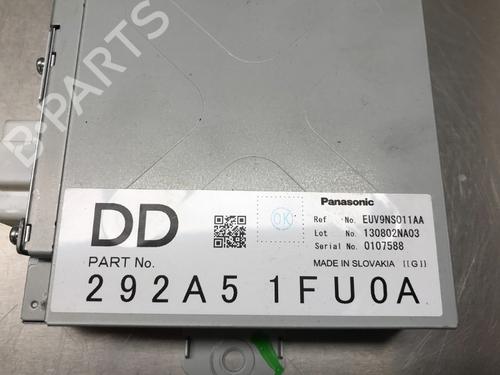 B-PARTS
DD
PART No.
OK
Panasonic
Ref No. EUV9NS011AA
Lot No. 130802NA03
Serial No. 0107588
MADE IN SLOVAKIA [[G]]
292A5 1FU0A